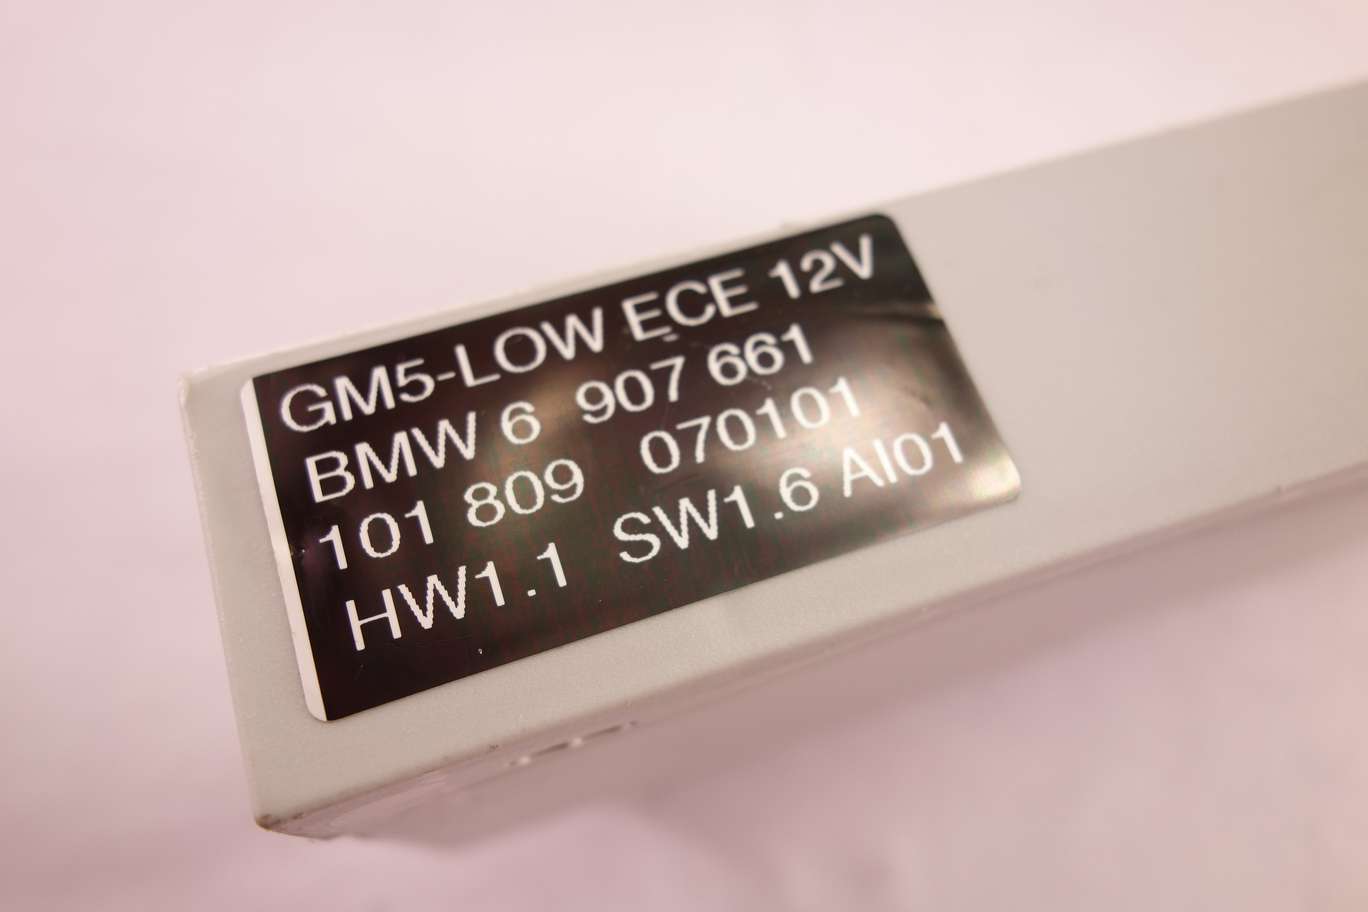 GM5-LOW ECE 12V
BMW 6 907 661
101 809 070101
HW1.1 SW1.6 AI01